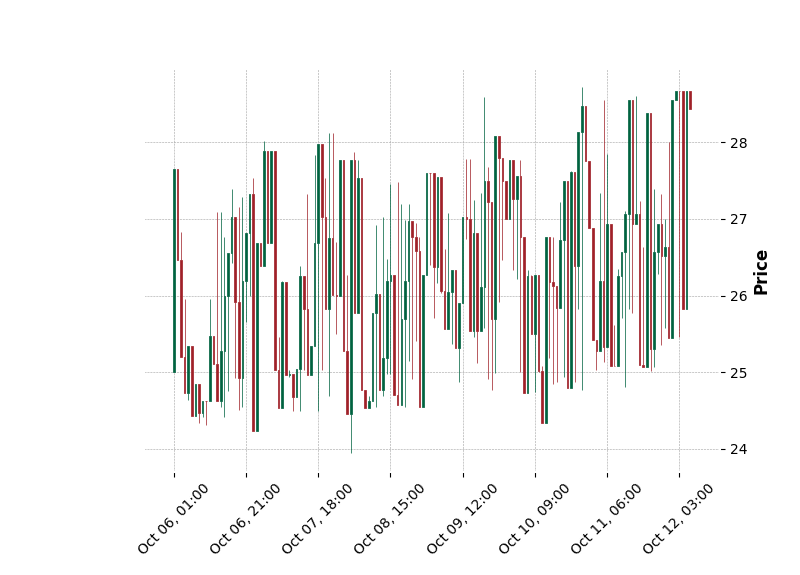 28
27
26
25
24
Price
Oct 06, 01:00
Oct 06, 21:00
Oct 07, 18:00
Oct 08, 15:00
Oct 09, 12:00
Oct 10, 09:00
Oct 11, 06:00
Oct 12, 03:00